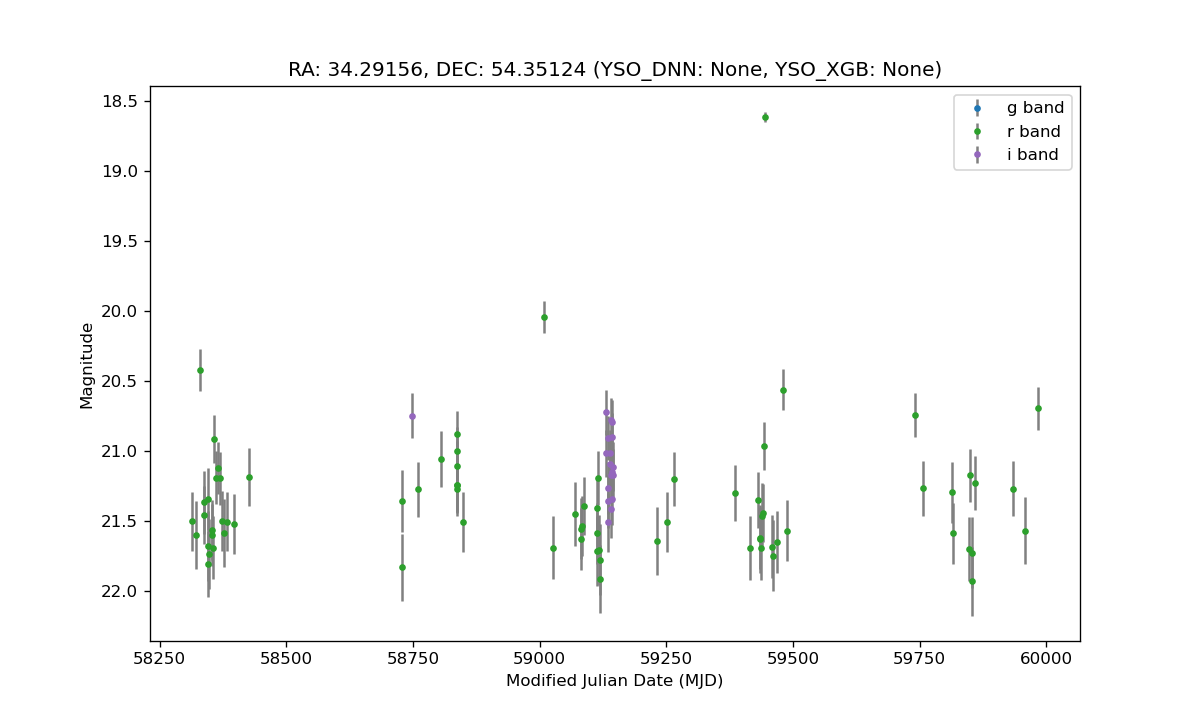 RA: 34.29156, DEC: 54.35124 (YSO_DNN: None, YSO_XGB: None)
g band
r band
i band
18.5
19.0
19.5
20.0
20.5
21.0
21.5
22.0
Magnitude
58250 58500 58750 59000 59250 59500 59750 60000
Modified Julian Date (MJD)